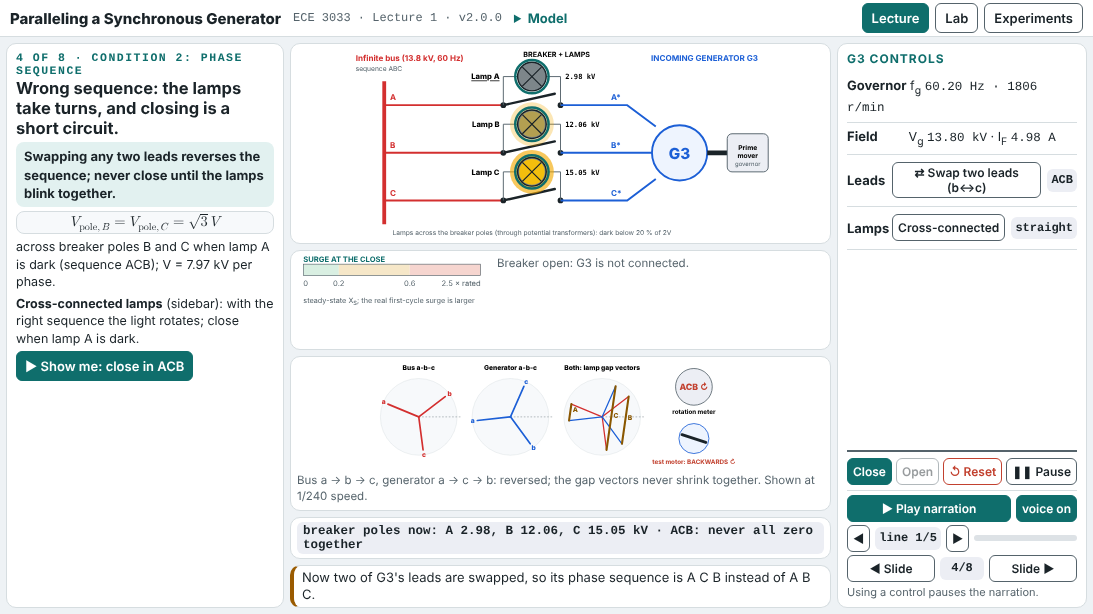 Paralleling a Synchronous Generator ECE 3033 · Lecture 1 · v2.0.0 ▶ Model Lecture Lab Experiments
4 OF 8 · CONDITION 2: PHASE
SEQUENCE
Wrong sequence: the lamps
take turns, and closing is a
short circuit.
Swapping any two leads reverses the
sequence; never close until the lamps
blink together.
V_pole, B = V_pole, C = √3 V
across breaker poles B and C when lamp A
is dark (sequence ACB); V = 7.97 kV per
phase.
Cross-connected lamps (sidebar): with the
right sequence the light rotates; close
when lamp A is dark.
▶ Show me: close in ACB
Infinite bus (13.8 kV, 60 Hz)
sequence ABC
BREAKER + LAMPS
INCOMING GENERATOR G3
Lamp A 2.98 kV
A A*
Lamp B 12.06 kV
B B*
G3
Prime
mover
governor
Lamp C 15.05 kV
C C*
Lamps across the breaker poles (through potential transformers): dark below 20 % of 2V
SURGE AT THE CLOSE
0 0.2 0.6 2.5 × rated
steady-state X_S; the real first-cycle surge is larger
Breaker open: G3 is not connected.
Bus a-b-c Generator a-b-c Both: lamp gap vectors
a b c
a b c
A B C
ACB ↻
rotation meter
test motor: BACKWARDS ↻
Bus a → b → c, generator a → c → b: reversed; the gap vectors never shrink together. Shown at
1/240 speed.
breaker poles now: A 2.98, B 12.06, C 15.05 kV · ACB: never all zero
together
Now two of G3's leads are swapped, so its phase sequence is A C B instead of A B
C.
G3 CONTROLS
Governor f_g 60.20 Hz · 1806
r/min
Field V_g 13.80 kV · I_F 4.98 A
Leads ⇄ Swap two leads
(b↔c) ACB
Lamps Cross-connected straight
Close Open ↺ Reset ❚❚ Pause
▶ Play narration voice on
◀ line 1/5 ▶
◀ Slide 4/8 Slide ▶
Using a control pauses the narration.